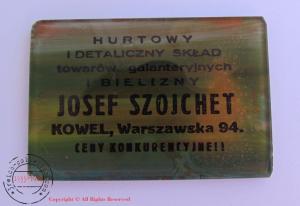 HURTOWY
I DETALICZNY SKŁAD
towarów galanteryjnych
I BIELIZNY
JOSEF SZOJCHET
KOWEL, Warszawska 94.
CENY KONKURENCYJNE!!
Copyright © All Rights Reserved